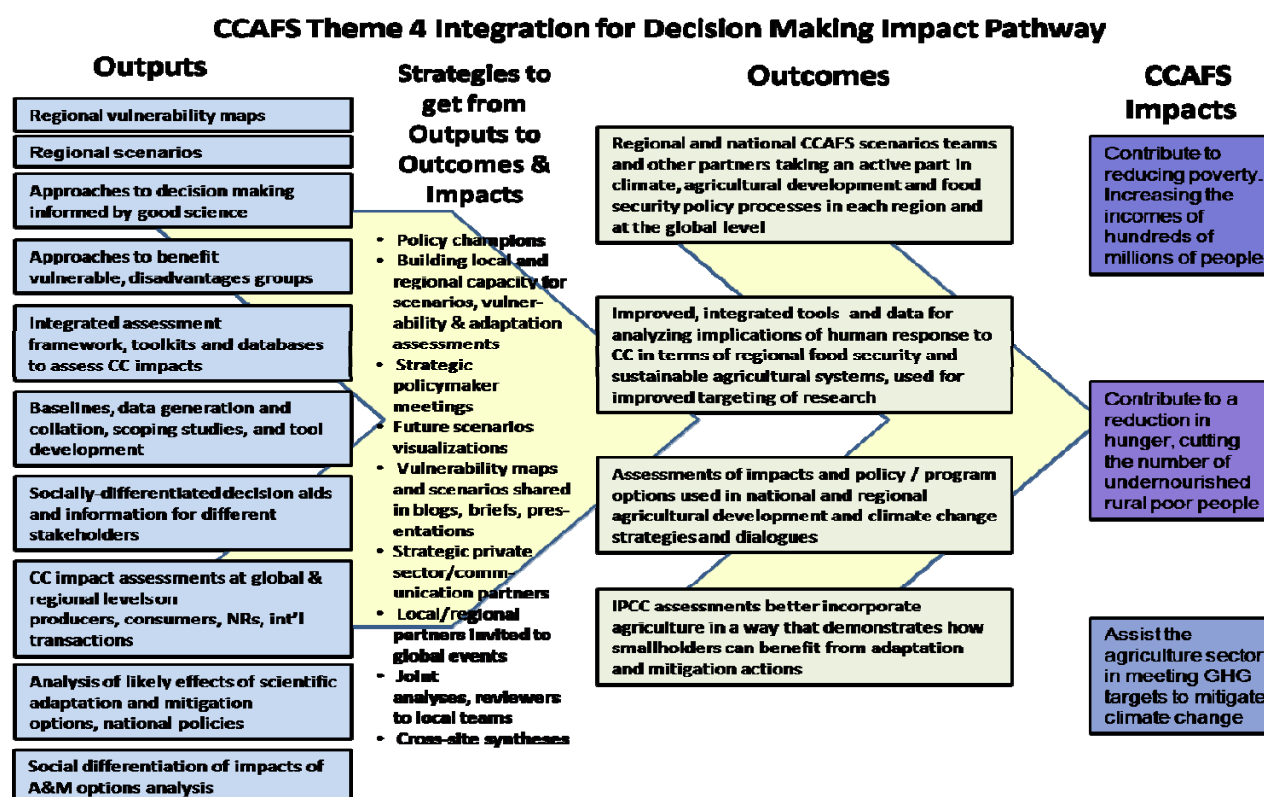 CCAFS Theme 4 Integration for Decision Making Impact Pathway
Outputs
Regional vulnerability maps
Regional scenarios
Approaches to decision making
informed by good science
Approaches to benefit
vulnerable, disadvantages groups
Integrated assessment
framework, toolkits and databases
to assess CC impacts
Baselines, data generation and
collation, scoping studies, and tool
development
Socially-differentiated decision aids
and information for different
stakeholders
CC impact assessments at global &
regional levelson
producers, consumers, NRs, int'l
transactions
Analysis of likely effects of scientific
adaptation and mitigation
options, national policies
Social differentiation of impacts of
A&M options analysis
Strategies to
get from
Outputs to
Outcomes &
Impacts
• Policy champions
• Building local and
regional capacity for
scenarios, vulner-
ability & adaptation
assessments
• Strategic
policymaker
meetings
• Future scenarios
visualizations
• Vulnerability maps
and scenarios shared
in blogs, briefs, pres-
entations
• Strategic private
sector/comm-
unication partners
• Local/regional
partners invited to
global events
• Joint
analyses, reviewers
to local teams
• Cross-site syntheses
Outcomes
Regional and national CCAFS scenarios teams
and other partners taking an active part in
climate, agricultural development and food
security policy processes in each region and
at the global level
Improved, integrated tools and data for
analyzing implications of human response to
CC in terms of regional food security and
sustainable agricultural systems, used for
improved targeting of research
Assessments of impacts and policy / program
options used in national and regional
agricultural development and climate change
strategies and dialogues
IPCC assessments better incorporate
agriculture in a way that demonstrates how
smallholders can benefit from adaptation
and mitigation actions
CCAFS
Impacts
Contribute to
reducing poverty.
Increasing the
incomes of
hundreds of
millions of people
Contribute to a
reduction in
hunger, cutting
the number of
undernourished
rural poor people
Assist the
agriculture sector
in meeting GHG
targets to mitigate
climate change